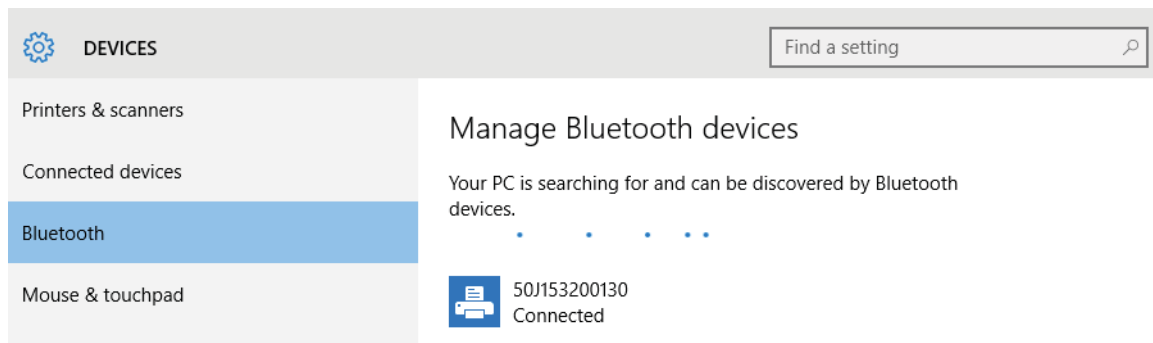 DEVICES
Find a setting
Printers & scanners
Connected devices
Bluetooth
Mouse & touchpad
Manage Bluetooth devices
Your PC is searching for and can be discovered by Bluetooth
devices.
50J153200130
Connected